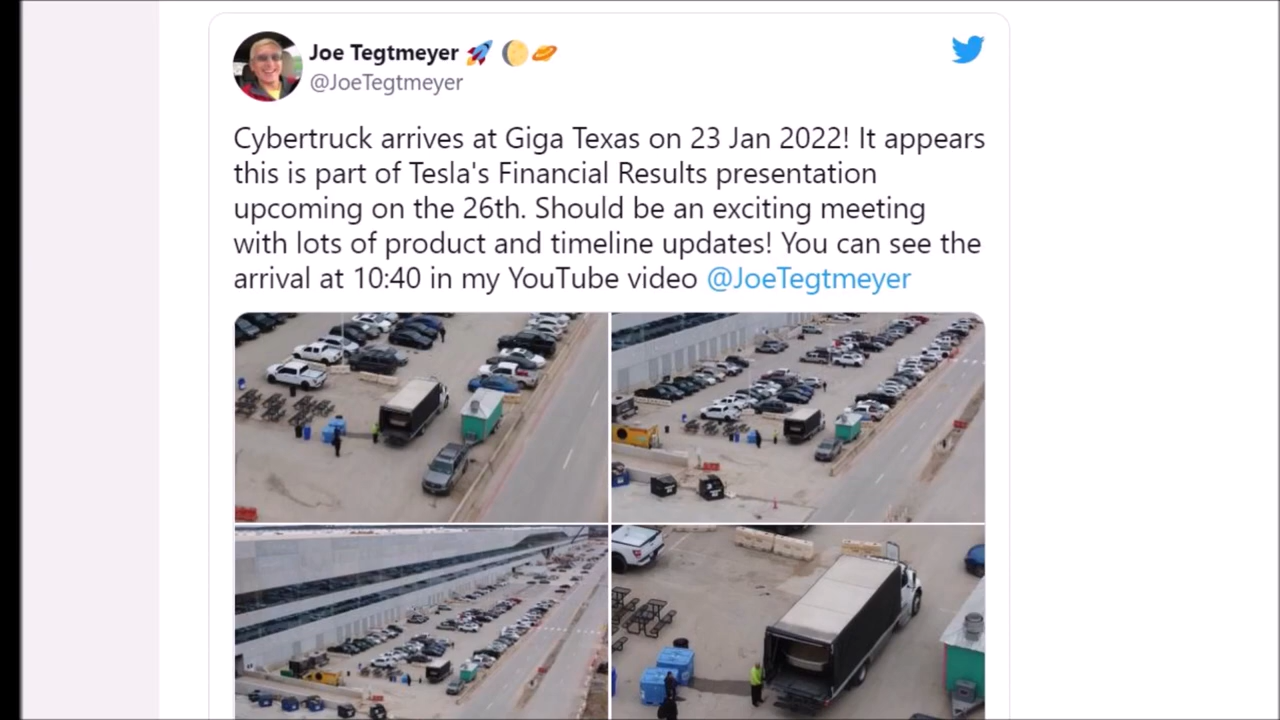 Joe Tegtmeyer 🚀 🌔🪐
@JoeTegtmeyer
Cybertruck arrives at Giga Texas on 23 Jan 2022! It appears
this is part of Tesla's Financial Results presentation
upcoming on the 26th. Should be an exciting meeting
with lots of product and timeline updates! You can see the
arrival at 10:40 in my YouTube video @JoeTegtmeyer